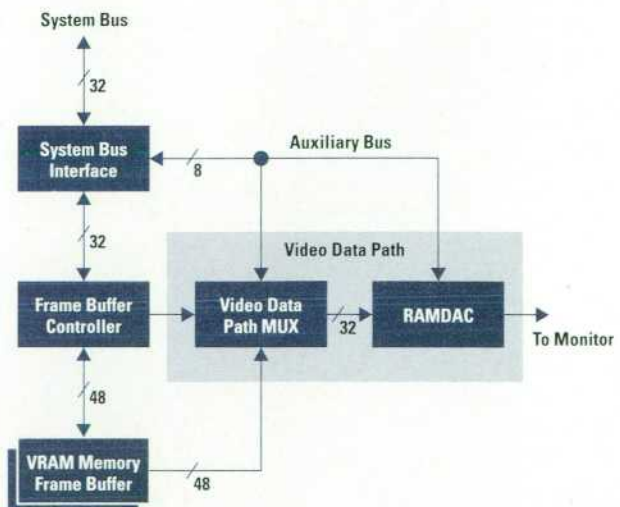 System Bus
32
System Bus
Interface
8
Auxiliary Bus
32
Video Data Path
Frame Buffer
Controller
Video Data
Path MUX
32
RAMDAC
To Monitor
48
VRAM Memory
Frame Buffer
48